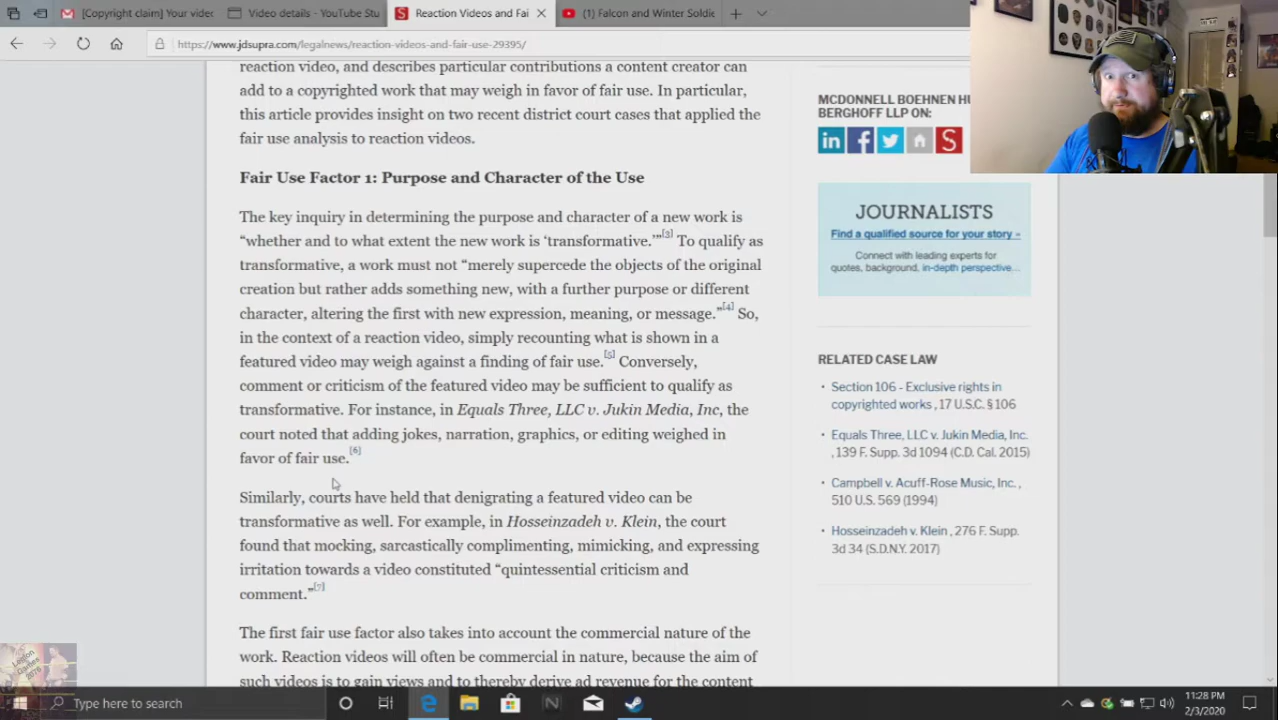 [Copyright claim] Your videc
Video details - YouTube Stu
Reaction Videos and Fai
(1) Falcon and Winter Soldie
https://www.jdsupra.com/legalnews/reaction-videos-and-fair-use-29395/
reaction video, and describes particular contributions a content creator can
add to a copyrighted work that may weigh in favor of fair use. In particular,
this article provides insight on two recent district court cases that applied the
fair use analysis to reaction videos.
Fair Use Factor 1: Purpose and Character of the Use
The key inquiry in determining the purpose and character of a new work is
“whether and to what extent the new work is ‘transformative.’”[3] To qualify as
transformative, a work must not “merely supercede the objects of the original
creation but rather adds something new, with a further purpose or different
character, altering the first with new expression, meaning, or message.”[4] So,
in the context of a reaction video, simply recounting what is shown in a
featured video may weigh against a finding of fair use.[5] Conversely,
comment or criticism of the featured video may be sufficient to qualify as
transformative. For instance, in Equals Three, LLC v. Jukin Media, Inc, the
court noted that adding jokes, narration, graphics, or editing weighed in
favor of fair use.[6]
Similarly, courts have held that denigrating a featured video can be
transformative as well. For example, in Hosseinzadeh v. Klein, the court
found that mocking, sarcastically complimenting, mimicking, and expressing
irritation towards a video constituted “quintessential criticism and
comment.”[7]
The first fair use factor also takes into account the commercial nature of the
work. Reaction videos will often be commercial in nature, because the aim of
such videos is to gain views and to thereby derive ad revenue for the content
MCDONNELL BOEHNEN HU
BERGHOFF LLP ON:
JOURNALISTS
Find a qualified source for your story »
Connect with leading experts for
quotes, background, in-depth perspective...
RELATED CASE LAW
Section 106 - Exclusive rights in
copyrighted works , 17 U.S.C. § 106
Equals Three, LLC v. Jukin Media, Inc.
, 139 F. Supp. 3d 1094 (C.D. Cal. 2015)
Campbell v. Acuff-Rose Music, Inc. ,
510 U.S. 569 (1994)
Hosseinzadeh v. Klein , 276 F. Supp.
3d 34 (S.D.N.Y. 2017)
Legion
Games
2076
Type here to search
11:28 PM
2/3/2020